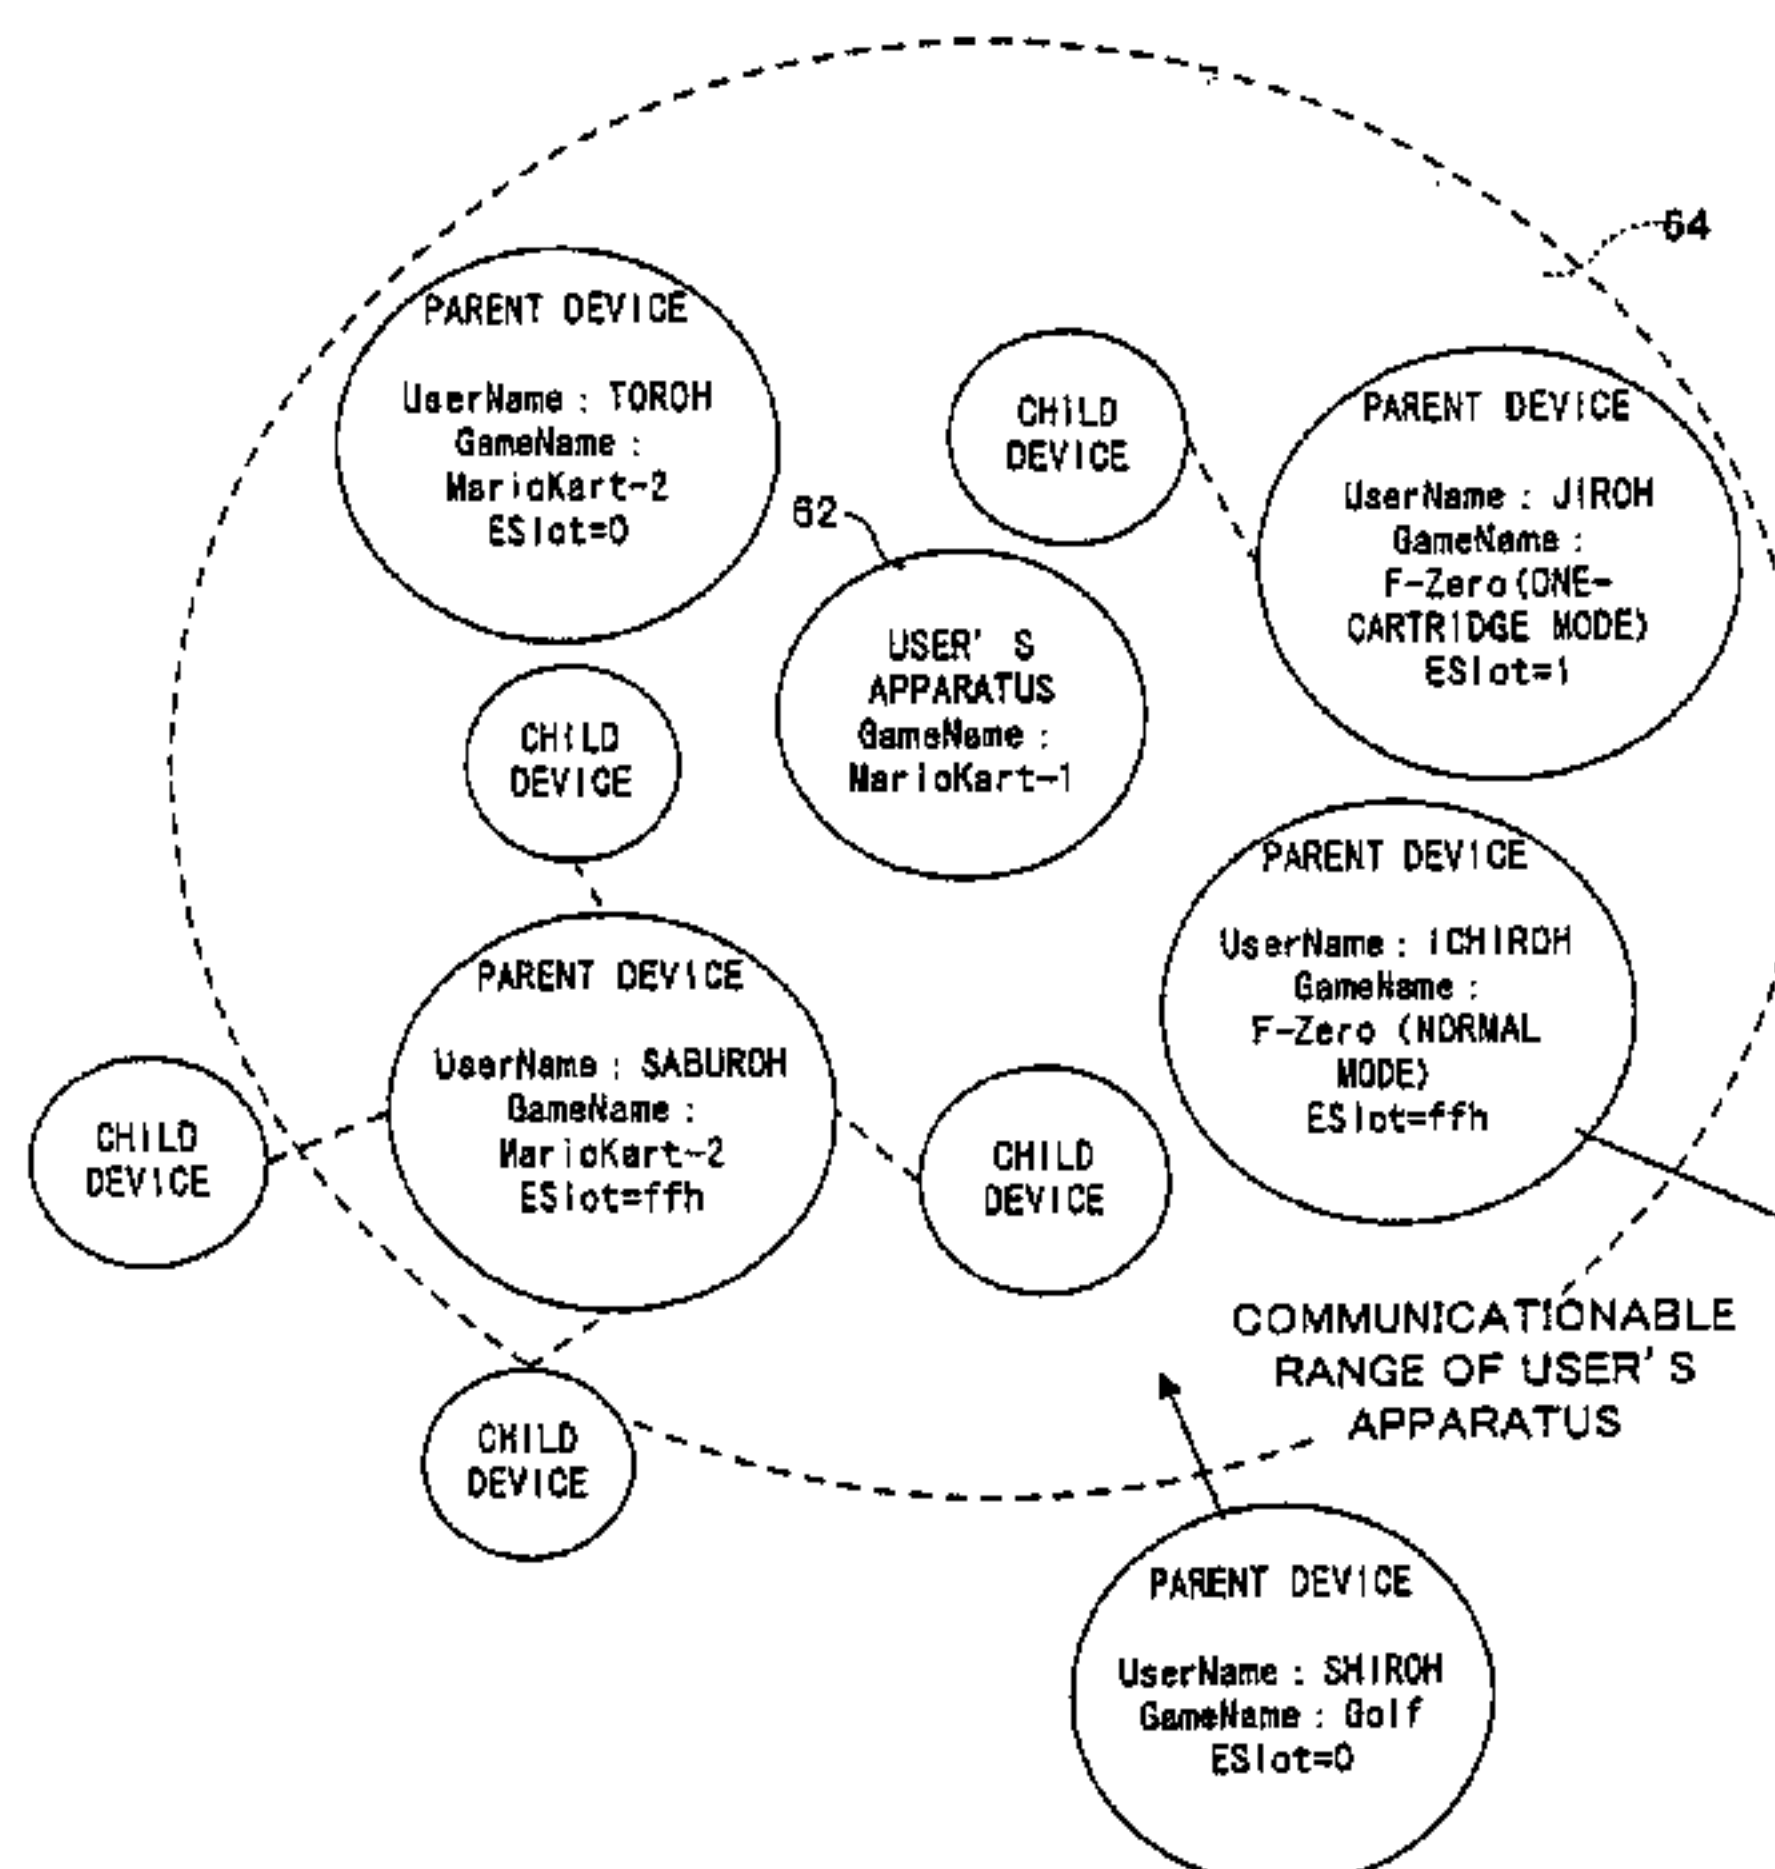 64
PARENT DEVICE
UserName : TOROH
GameName :
MarioKart-2
ESlot=0
CHILD
DEVICE
PARENT DEVICE
UserName : JIROH
GameName :
F-Zero(ONE-
CARTRIDGE MODE)
ESlot=1
62
USER'S
APPARATUS
GameName :
MarioKart-1
CHILD
DEVICE
PARENT DEVICE
UserName : ICHIROH
GameName :
F-Zero (NORMAL
MODE)
ESlot=ffh
PARENT DEVICE
UserName : SABUROH
GameName :
MarioKart-2
ESlot=ffh
CHILD
DEVICE
CHILD
DEVICE
COMMUNICATIONABLE
RANGE OF USER'S
APPARATUS
CHILD
DEVICE
PARENT DEVICE
UserName : SHIROH
GameName : Golf
ESlot=0